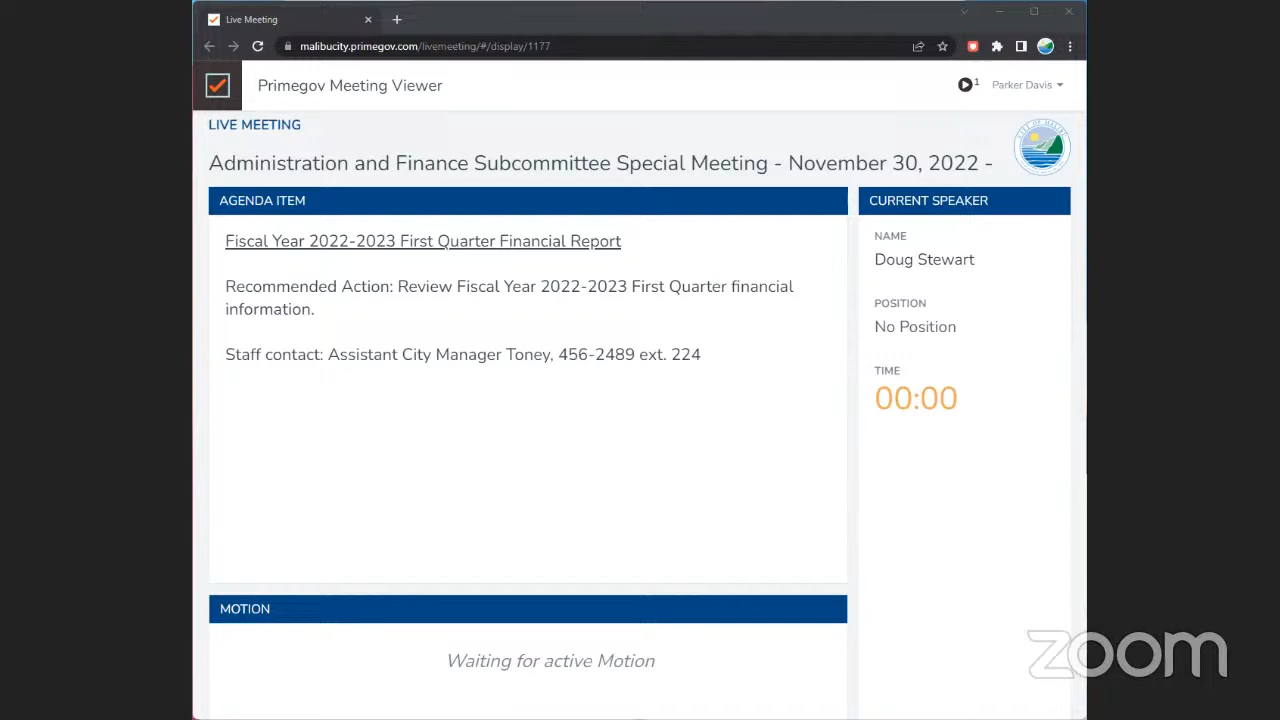 Live Meeting
malibucity.primegov.com/livemeeting/#/display/1177
Primegov Meeting Viewer
1
Parker Davis
LIVE MEETING
Administration and Finance Subcommittee Special Meeting - November 30, 2022 -
AGENDA ITEM
CURRENT SPEAKER
Fiscal Year 2022-2023 First Quarter Financial Report
Recommended Action: Review Fiscal Year 2022-2023 First Quarter financial
information.
Staff contact: Assistant City Manager Toney, 456-2489 ext. 224
NAME
Doug Stewart
POSITION
No Position
TIME
00:00
MOTION
Waiting for active Motion
zoom